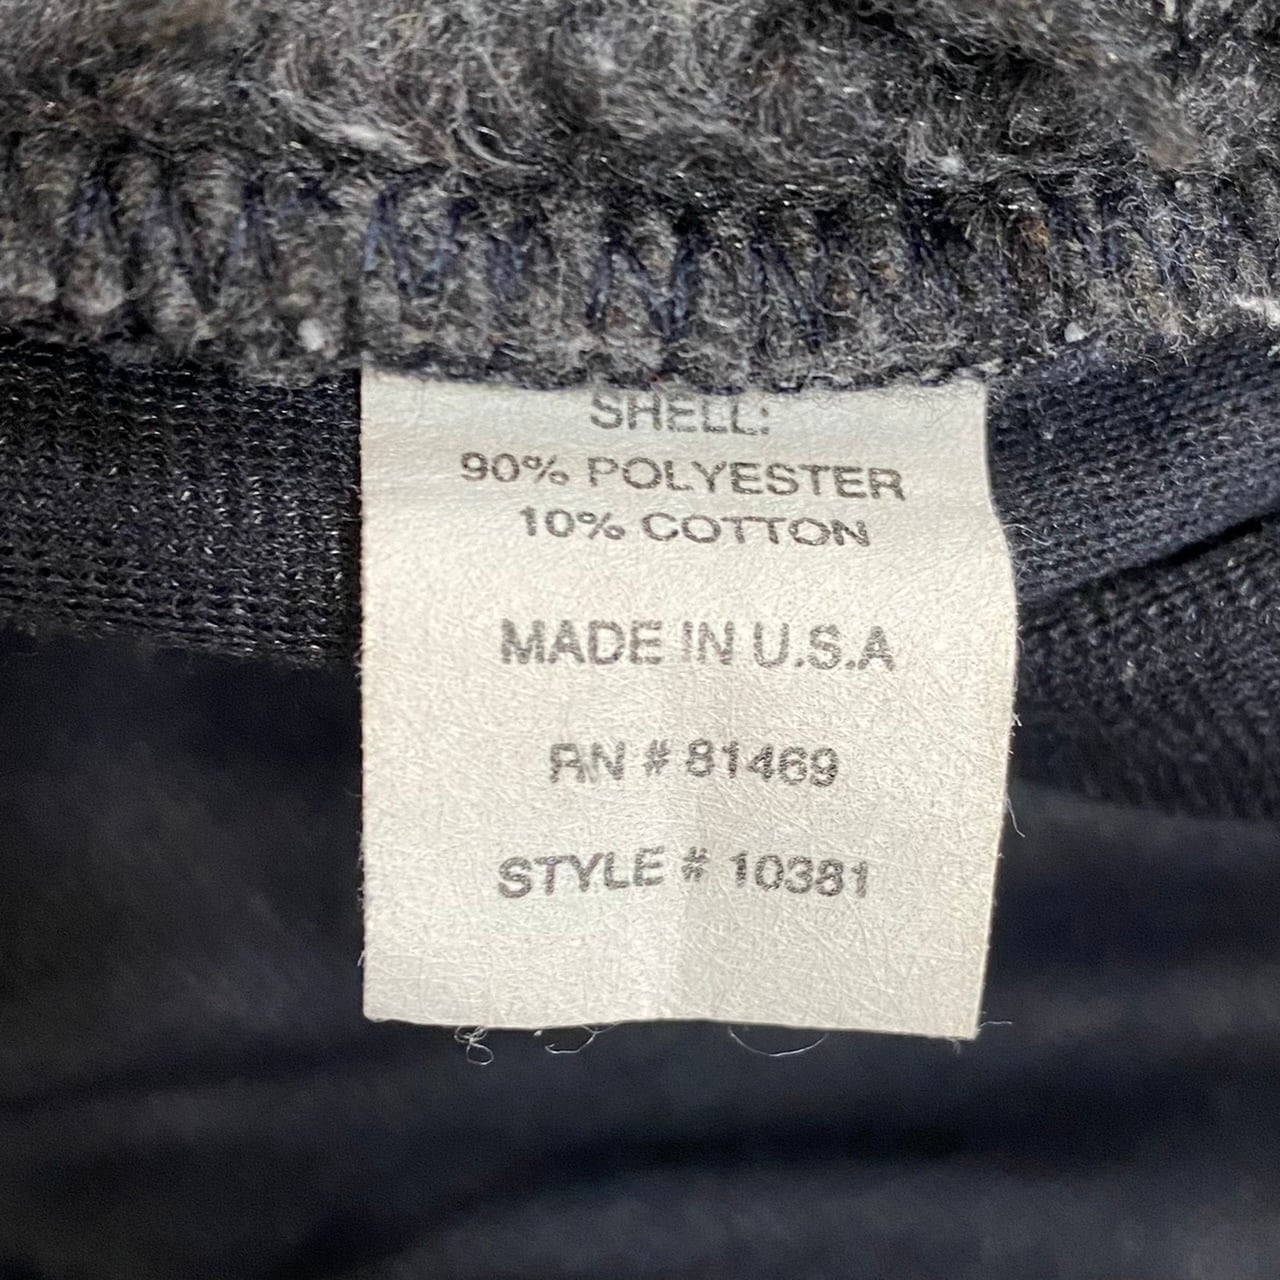 SHELL:
90% POLYESTER
10% COTTON
MADE IN U.S.A
RN # 81469
STYLE # 10381